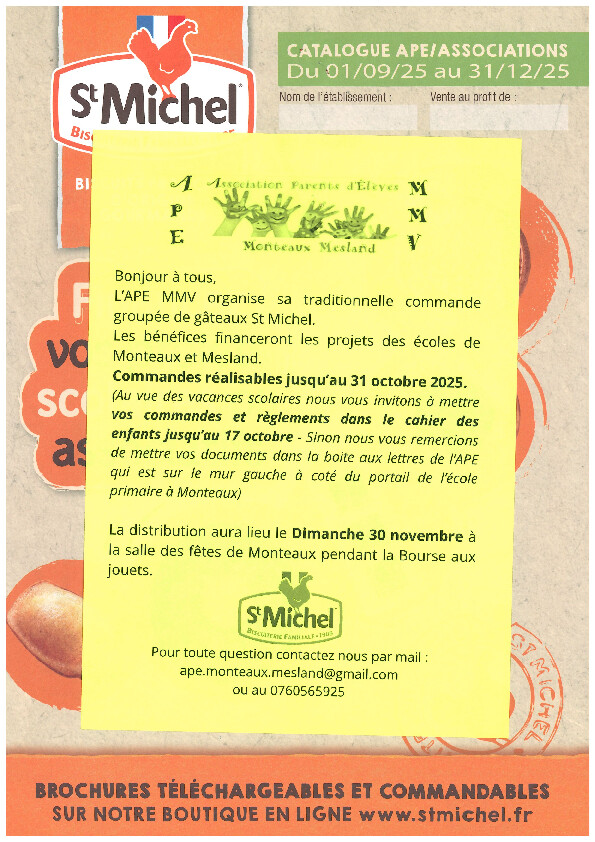 CATALOGUE APE/ASSOCIATIONS
Du 01/09/25 au 31/12/25
Nom de l'établissement :
Vente au profit de :
St Michel
A Association Parents d'Élèves M
P M
E Monteaux Mesland V
Bonjour à tous,
L'APE MMV organise sa traditionnelle commande
groupée de gâteaux St Michel.
Les bénéfices financeront les projets des écoles de
Monteaux et Mesland.
Commandes réalisables jusqu'au 31 octobre 2025.
(Au vue des vacances scolaires nous vous invitons à mettre
vos commandes et règlements dans le cahier des
enfants jusqu'au 17 octobre - Sinon nous vous remercions
de mettre vos documents dans la boite aux lettres de l'APE
qui est sur le mur gauche à coté du portail de l'école
primaire à Monteaux)
La distribution aura lieu le Dimanche 30 novembre à
la salle des fêtes de Monteaux pendant la Bourse aux
jouets.
St Michel
BISCUITERIE FAMILIALE • 1905
Pour toute question contactez nous par mail :
ape.monteaux.mesland@gmail.com
ou au 0760565925
ST MICHEL
BROCHURES TÉLÉCHARGEABLES ET COMMANDABLES
SUR NOTRE BOUTIQUE EN LIGNE www.stmichel.fr